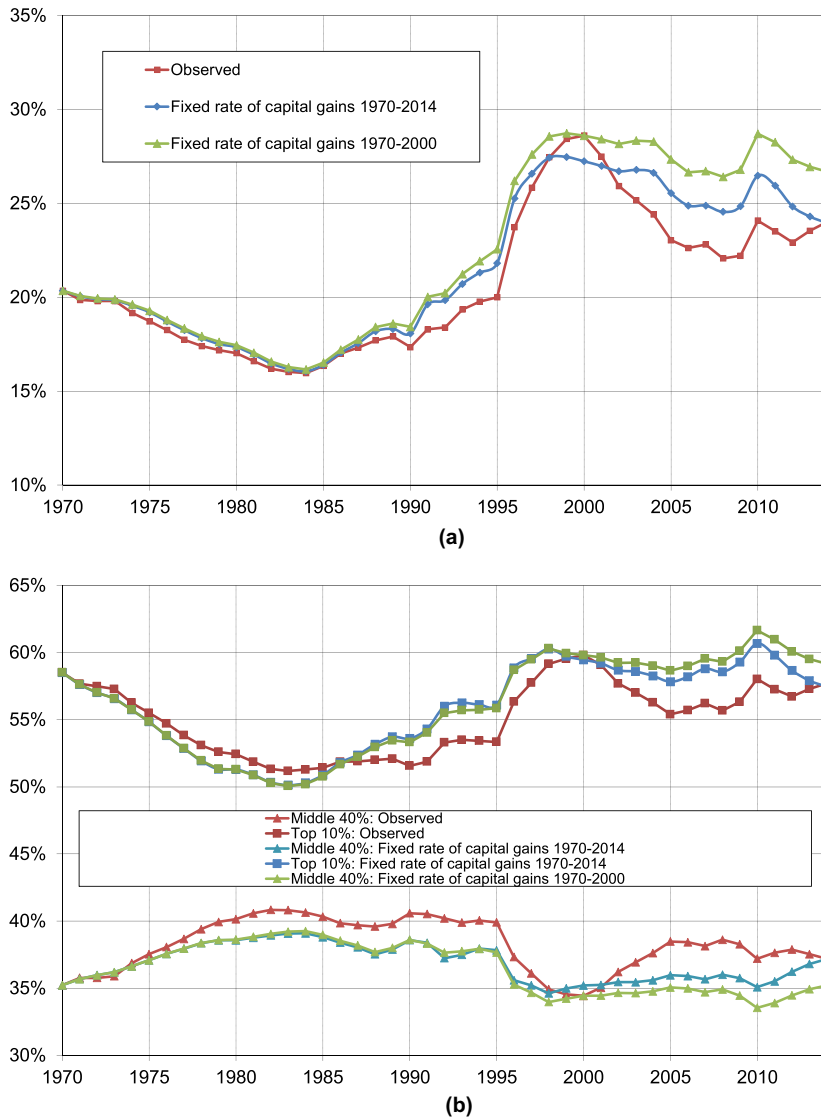 35%
30%
25%
20%
15%
10%
Observed
Fixed rate of capital gains 1970-2014
Fixed rate of capital gains 1970-2000
1970 1975 1980 1985 1990 1995 2000 2005 2010
(a)
65%
60%
55%
50%
45%
40%
35%
30%
Middle 40%: Observed
Top 10%: Observed
Middle 40%: Fixed rate of capital gains 1970-2014
Top 10%: Fixed rate of capital gains 1970-2014
Middle 40%: Fixed rate of capital gains 1970-2000
1970 1975 1980 1985 1990 1995 2000 2005 2010
(b)